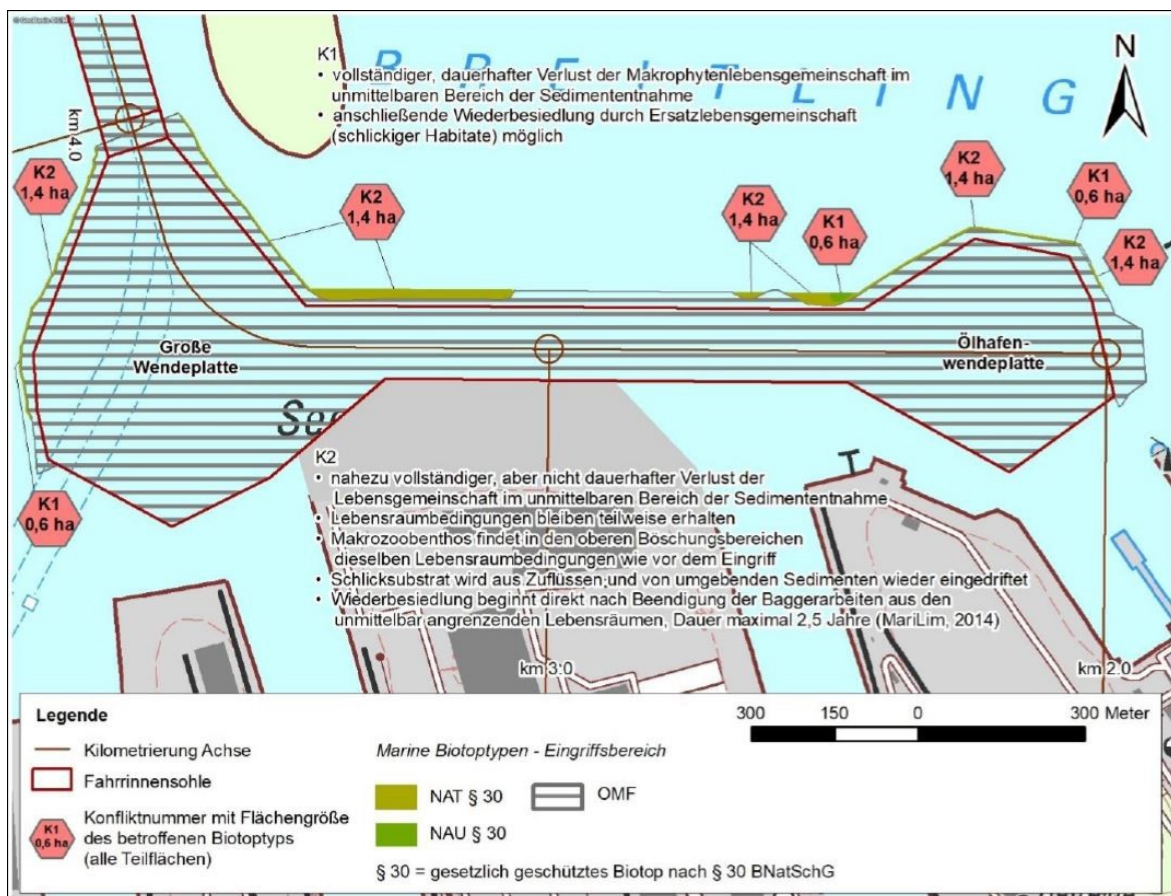 BREITLING
N
K1
• vollständiger, dauerhafter Verlust der Makrophytenlebensgemeinschaft im
unmittelbaren Bereich der Sedimententnahme
• anschließende Wiederbesiedlung durch Ersatzlebensgemeinschaft
(schlickiger Habitate) möglich
km 4.0
K2
1,4 ha
K2
1,4 ha
K2
1,4 ha
K1
0,6 ha
K2
1,4 ha
K1
0,6 ha
K2
1,4 ha
Große
Wendeplatte
Ölhafen-
wendeplatte
K1
0,6 ha
K2
• nahezu vollständiger, aber nicht dauerhafter Verlust der
Lebensgemeinschaft im unmittelbaren Bereich der Sedimententnahme
• Lebensraumbedingungen bleiben teilweise erhalten
• Makrozoobenthos findet in den oberen Böschungsbereichen
dieselben Lebensraumbedingungen wie vor dem Eingriff
• Schlicksubstrat wird aus Zuflüssen und von umgebenden Sedimenten wieder eingedriftet
• Wiederbesiedlung beginnt direkt nach Beendigung der Baggerarbeiten aus den
unmittelbar angrenzenden Lebensräumen, Dauer maximal 2,5 Jahre (MariLim, 2014)
km 3.0
km 2.0
Legende
Kilometrierung Achse
Fahrrinnensohle
K1
0,6 ha
Konfliktnummer mit Flächengröße
des betroffenen Biotoptyps
(alle Teilflächen)
Marine Biotoptypen - Eingriffsbereich
NAT § 30
OMF
NAU § 30
§ 30 = gesetzlich geschütztes Biotop nach § 30 BNatSchG
300 150 0 300 Meter